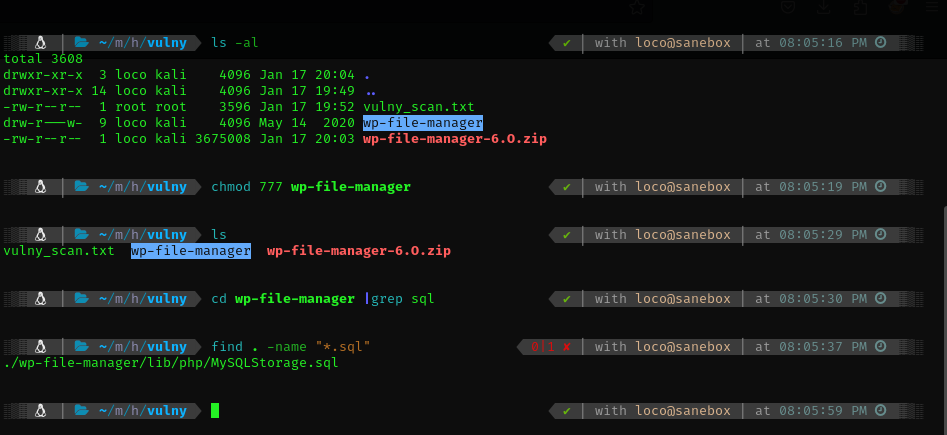 ~/m/h/vulny ls -al ✔ with loco@sanebox at 08:05:16 PM
total 3608
drwxr-xr-x 3 loco kali 4096 Jan 17 20:04 .
drwxr-xr-x 14 loco kali 4096 Jan 17 19:49 ..
-rw-r--r-- 1 root root 3596 Jan 17 19:52 vulny_scan.txt
drw-r---w- 9 loco kali 4096 May 14 2020 wp-file-manager
-rw-r--r-- 1 loco kali 3675008 Jan 17 20:03 wp-file-manager-6.O.zip
~/m/h/vulny chmod 777 wp-file-manager ✔ with loco@sanebox at 08:05:19 PM
~/m/h/vulny ls ✔ with loco@sanebox at 08:05:29 PM
vulny_scan.txt wp-file-manager wp-file-manager-6.O.zip
~/m/h/vulny cd wp-file-manager |grep sql ✔ with loco@sanebox at 08:05:30 PM
~/m/h/vulny find . -name "*.sql" 0|1 ✘ with loco@sanebox at 08:05:37 PM
./wp-file-manager/lib/php/MySQLStorage.sql
~/m/h/vulny ✔ with loco@sanebox at 08:05:59 PM